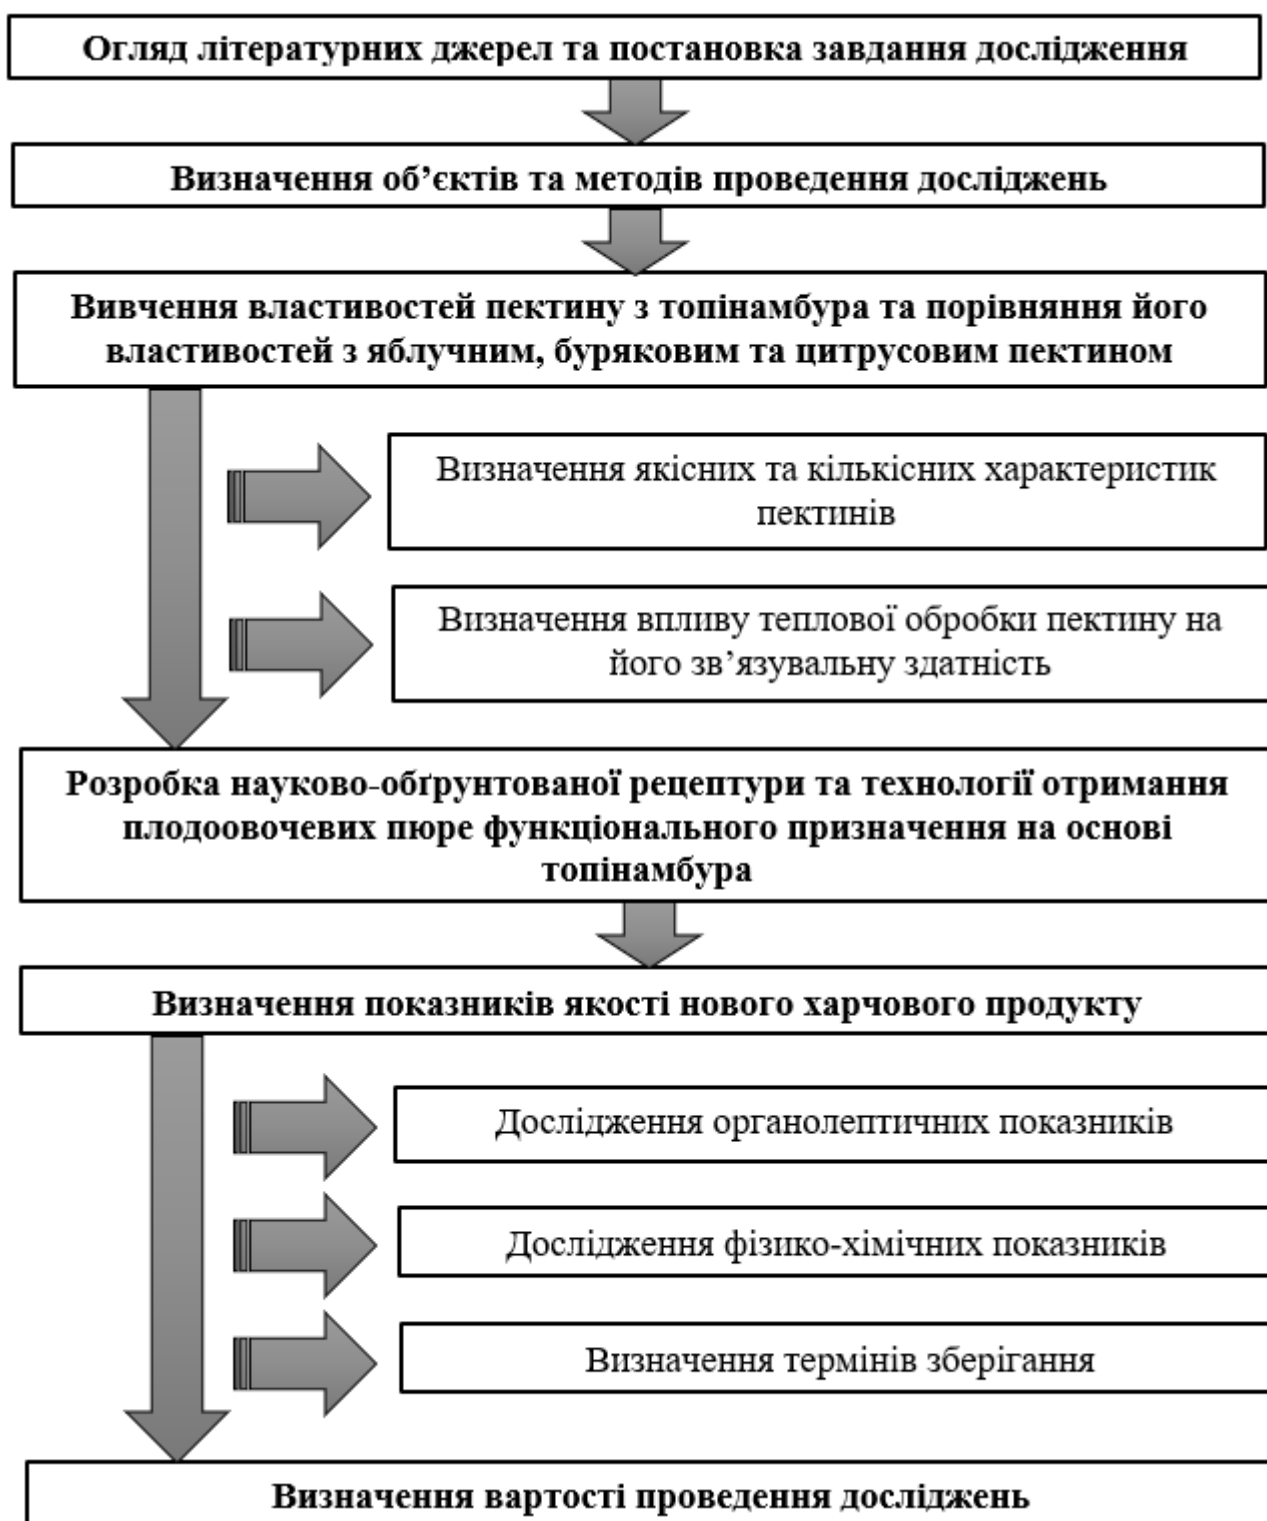 Огляд літературних джерел та постановка завдання дослідження
Визначення об’єктів та методів проведення досліджень
Вивчення властивостей пектину з топінамбура та порівняння його
властивостей з яблучним, буряковим та цитрусовим пектином
Визначення якісних та кількісних характеристик
пектинів
Визначення впливу теплової обробки пектину на
його зв’язувальну здатність
Розробка науково-обґрунтованої рецептури та технології отримання
плодоовочевих пюре функціонального призначення на основі
топінамбура
Визначення показників якості нового харчового продукту
Дослідження органолептичних показників
Дослідження фізико-хімічних показників
Визначення термінів зберігання
Визначення вартості проведення досліджень